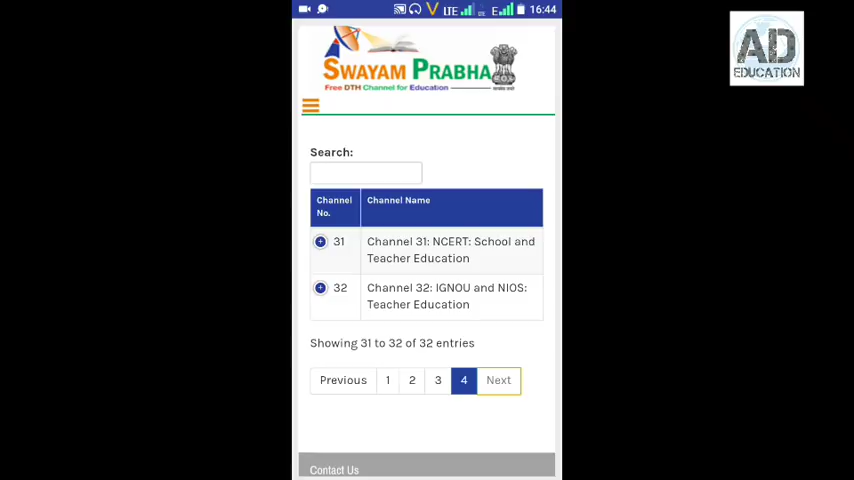 LTE
E
16:44
AD
EDUCATION
SWAYAM PRABHA
Free DTH Channel for Education
Search:
Channel No.
Channel Name
31
Channel 31: NCERT: School and
Teacher Education
32
Channel 32: IGNOU and NIOS:
Teacher Education
Showing 31 to 32 of 32 entries
Previous 1 2 3 4 Next
Contact Us